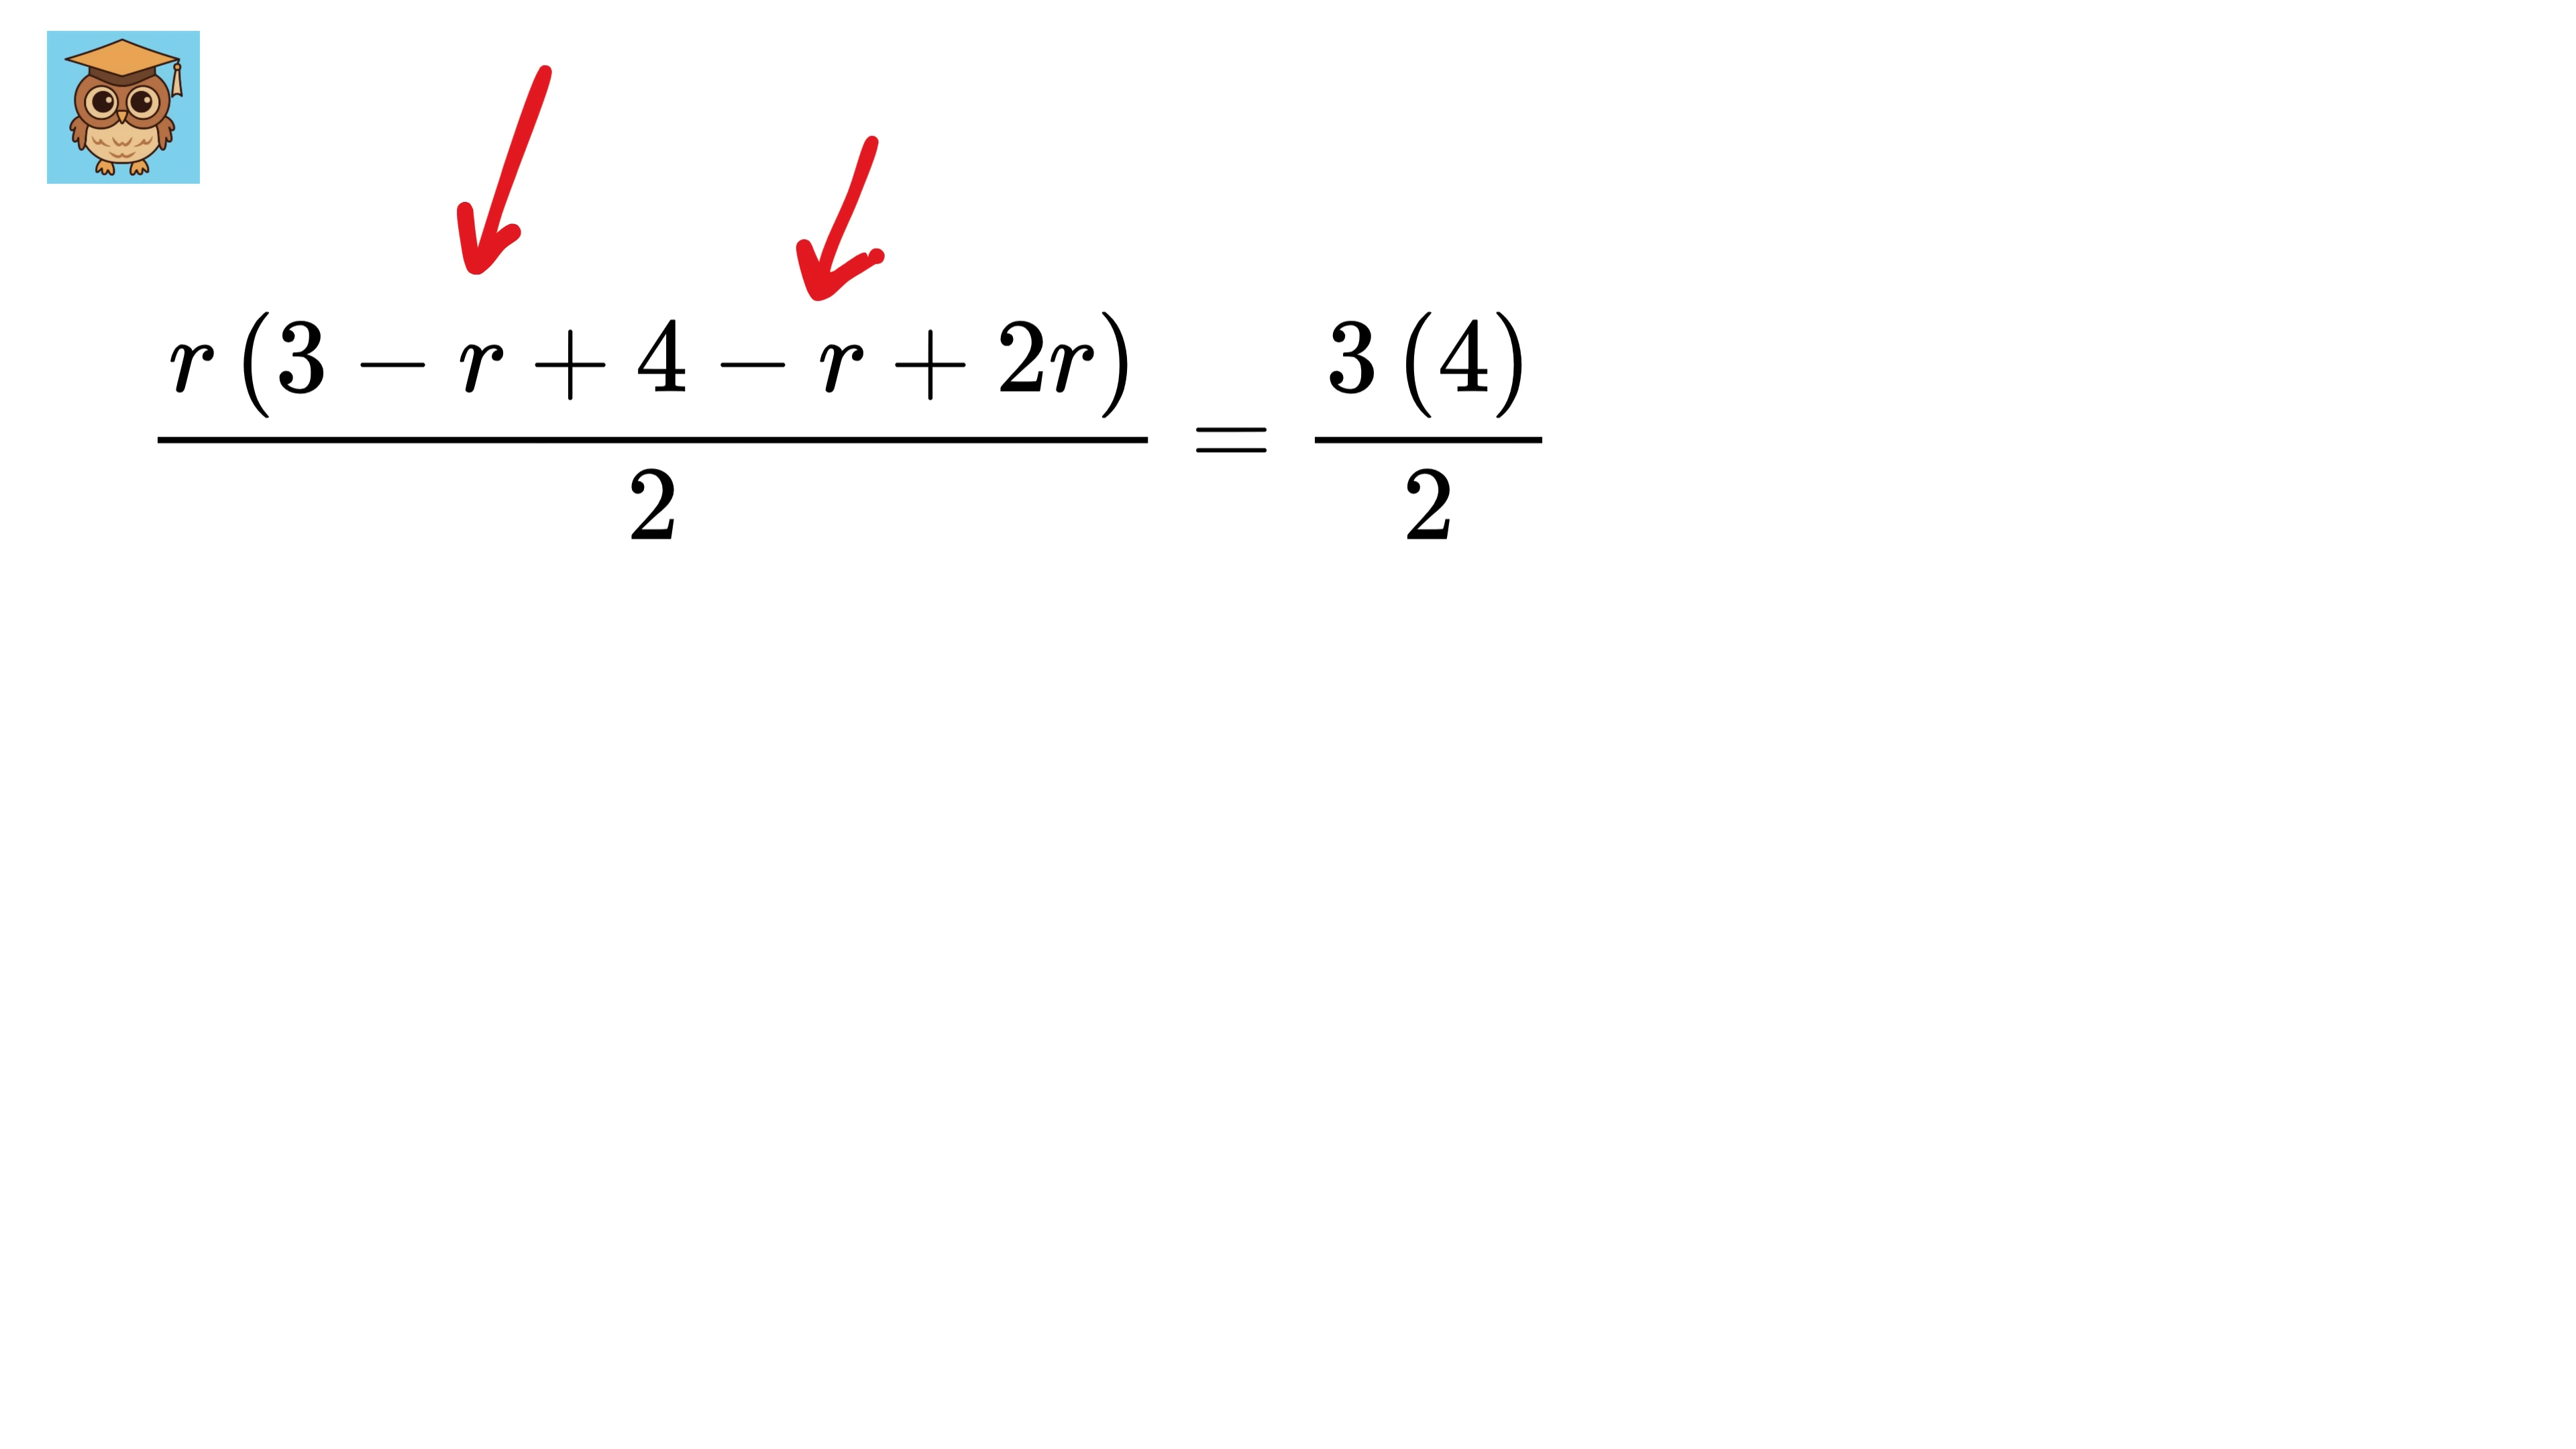 r(3 − r + 4 − r + 2r) / 2 = 3(4) / 2